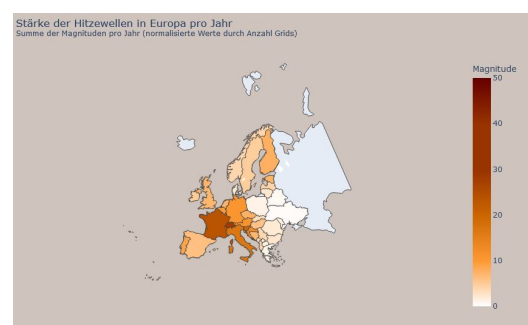 Stärke der Hitzewellen in Europa pro Jahr
Summe der Magnituden pro Jahr (normalisierte Werte durch Anzahl Grids)
Magnitude
50
40
30
20
10
0